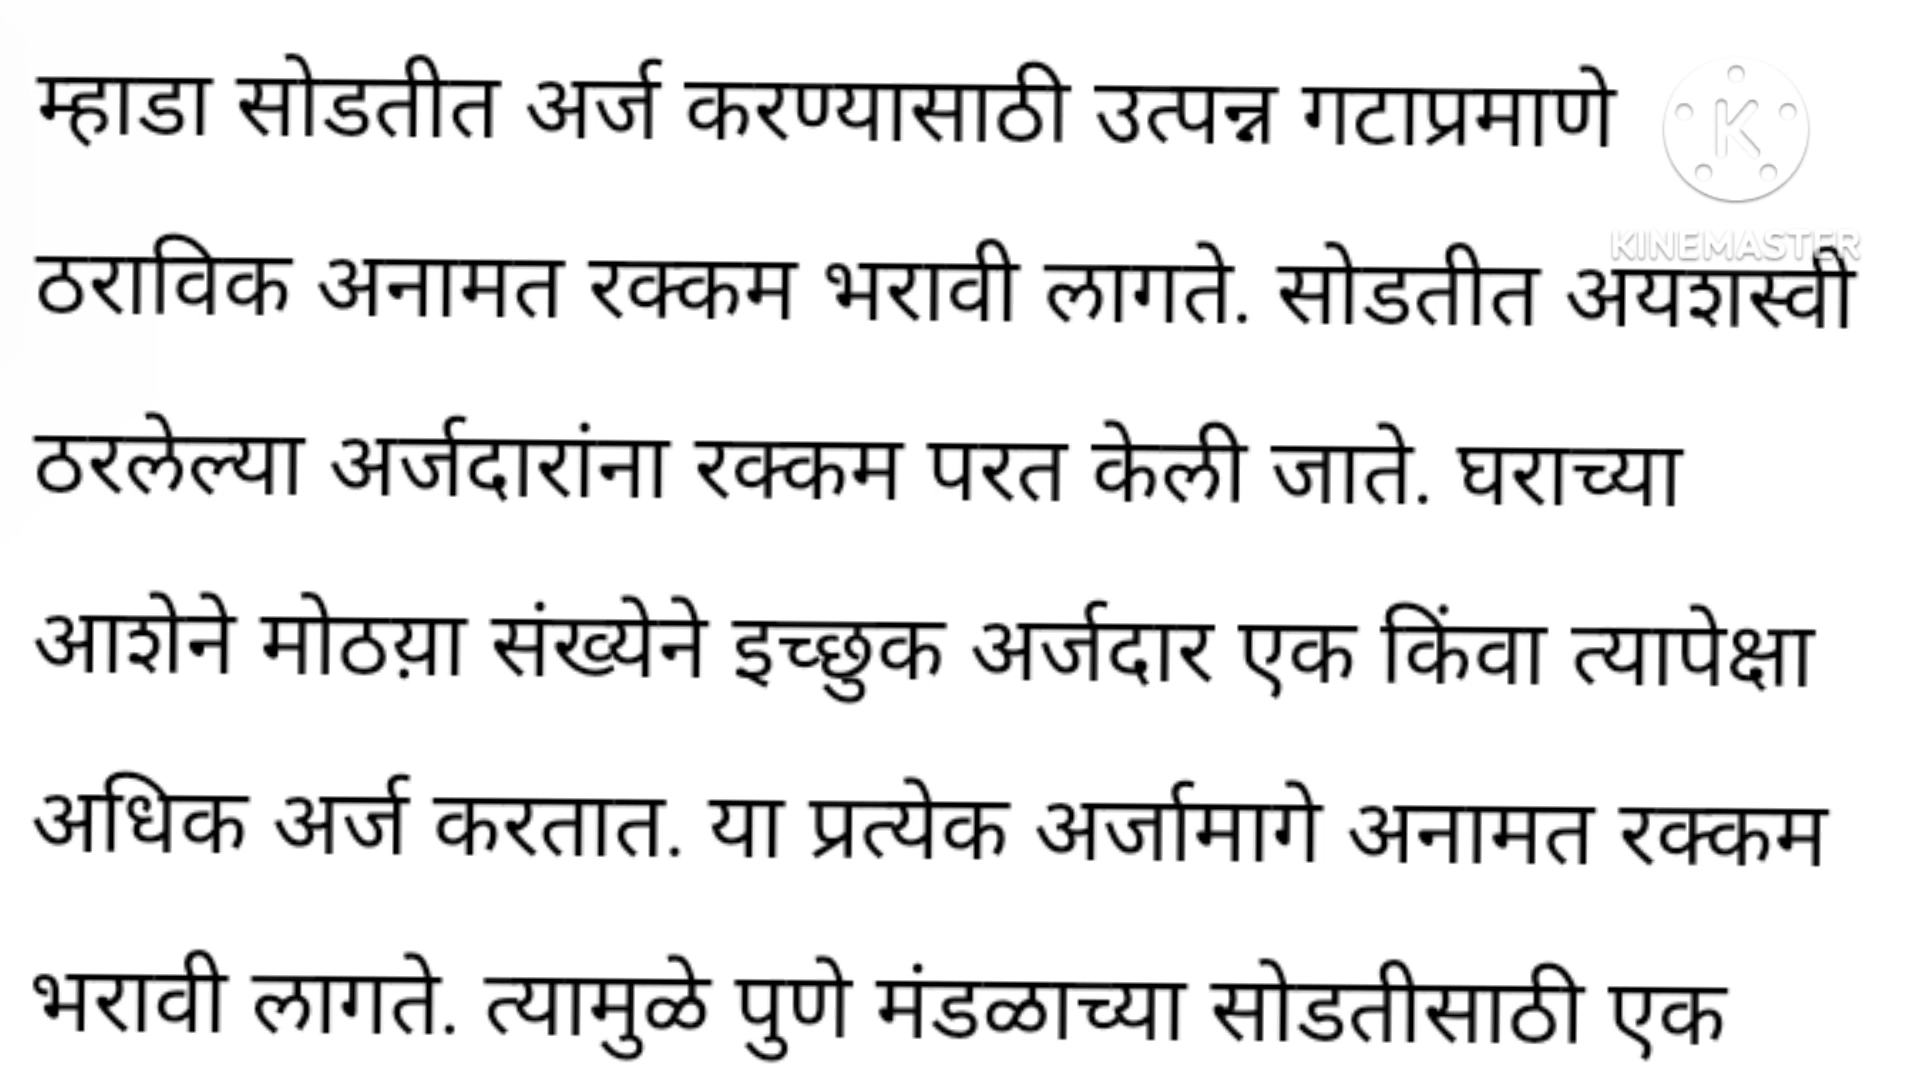 म्हाडा सोडतीत अर्ज करण्यासाठी उत्पन्न गटाप्रमाणे
KINEMASTER
ठराविक अनामत रक्कम भरावी लागते. सोडतीत अयशस्वी
ठरलेल्या अर्जदारांना रक्कम परत केली जाते. घराच्या
आशेने मोठय़ा संख्येने इच्छुक अर्जदार एक किंवा त्यापेक्षा
अधिक अर्ज करतात. या प्रत्येक अर्जामागे अनामत रक्कम
भरावी लागते. त्यामुळे पुणे मंडळाच्या सोडतीसाठी एक